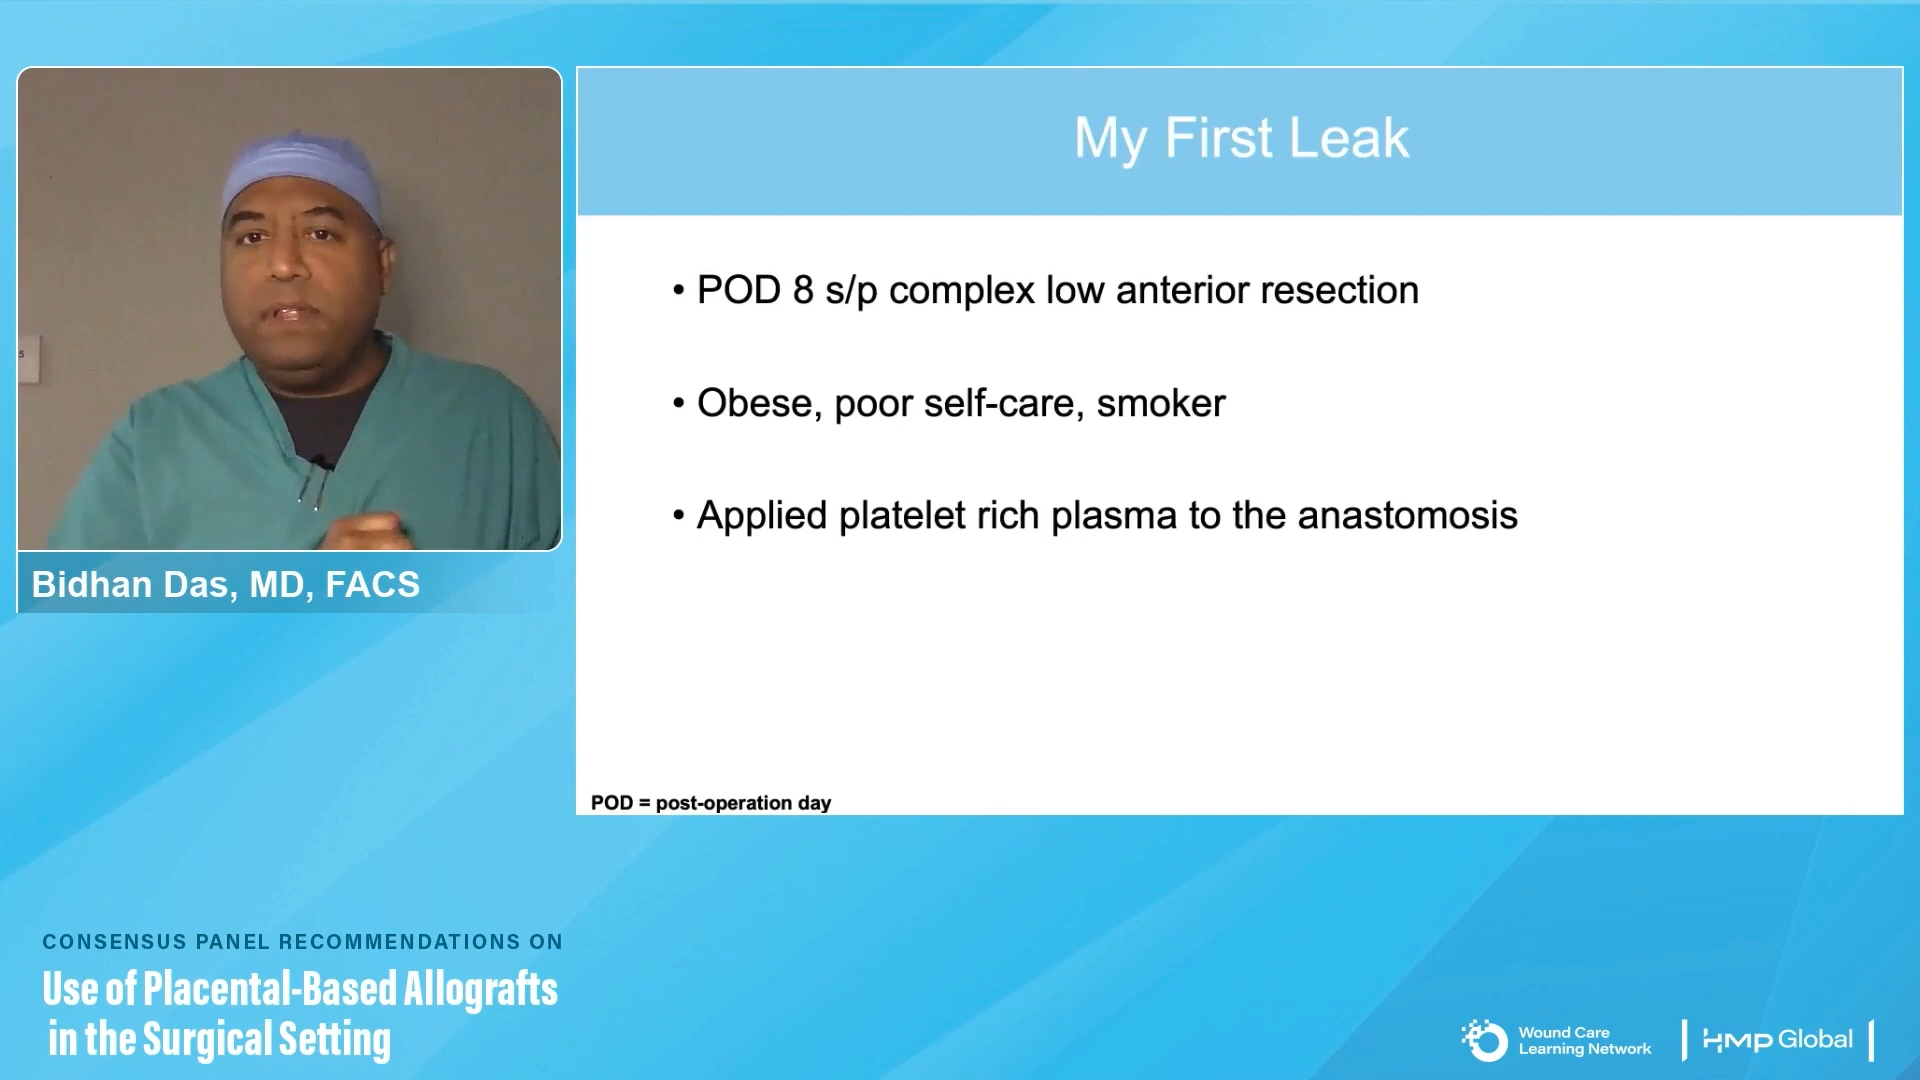 My First Leak
• POD 8 s/p complex low anterior resection
• Obese, poor self-care, smoker
• Applied platelet rich plasma to the anastomosis
POD = post-operation day
5
Bidhan Das, MD, FACS
CONSENSUS PANEL RECOMMENDATIONS ON
Use of Placental-Based Allografts
in the Surgical Setting
Wound Care
Learning Network
HMP Global